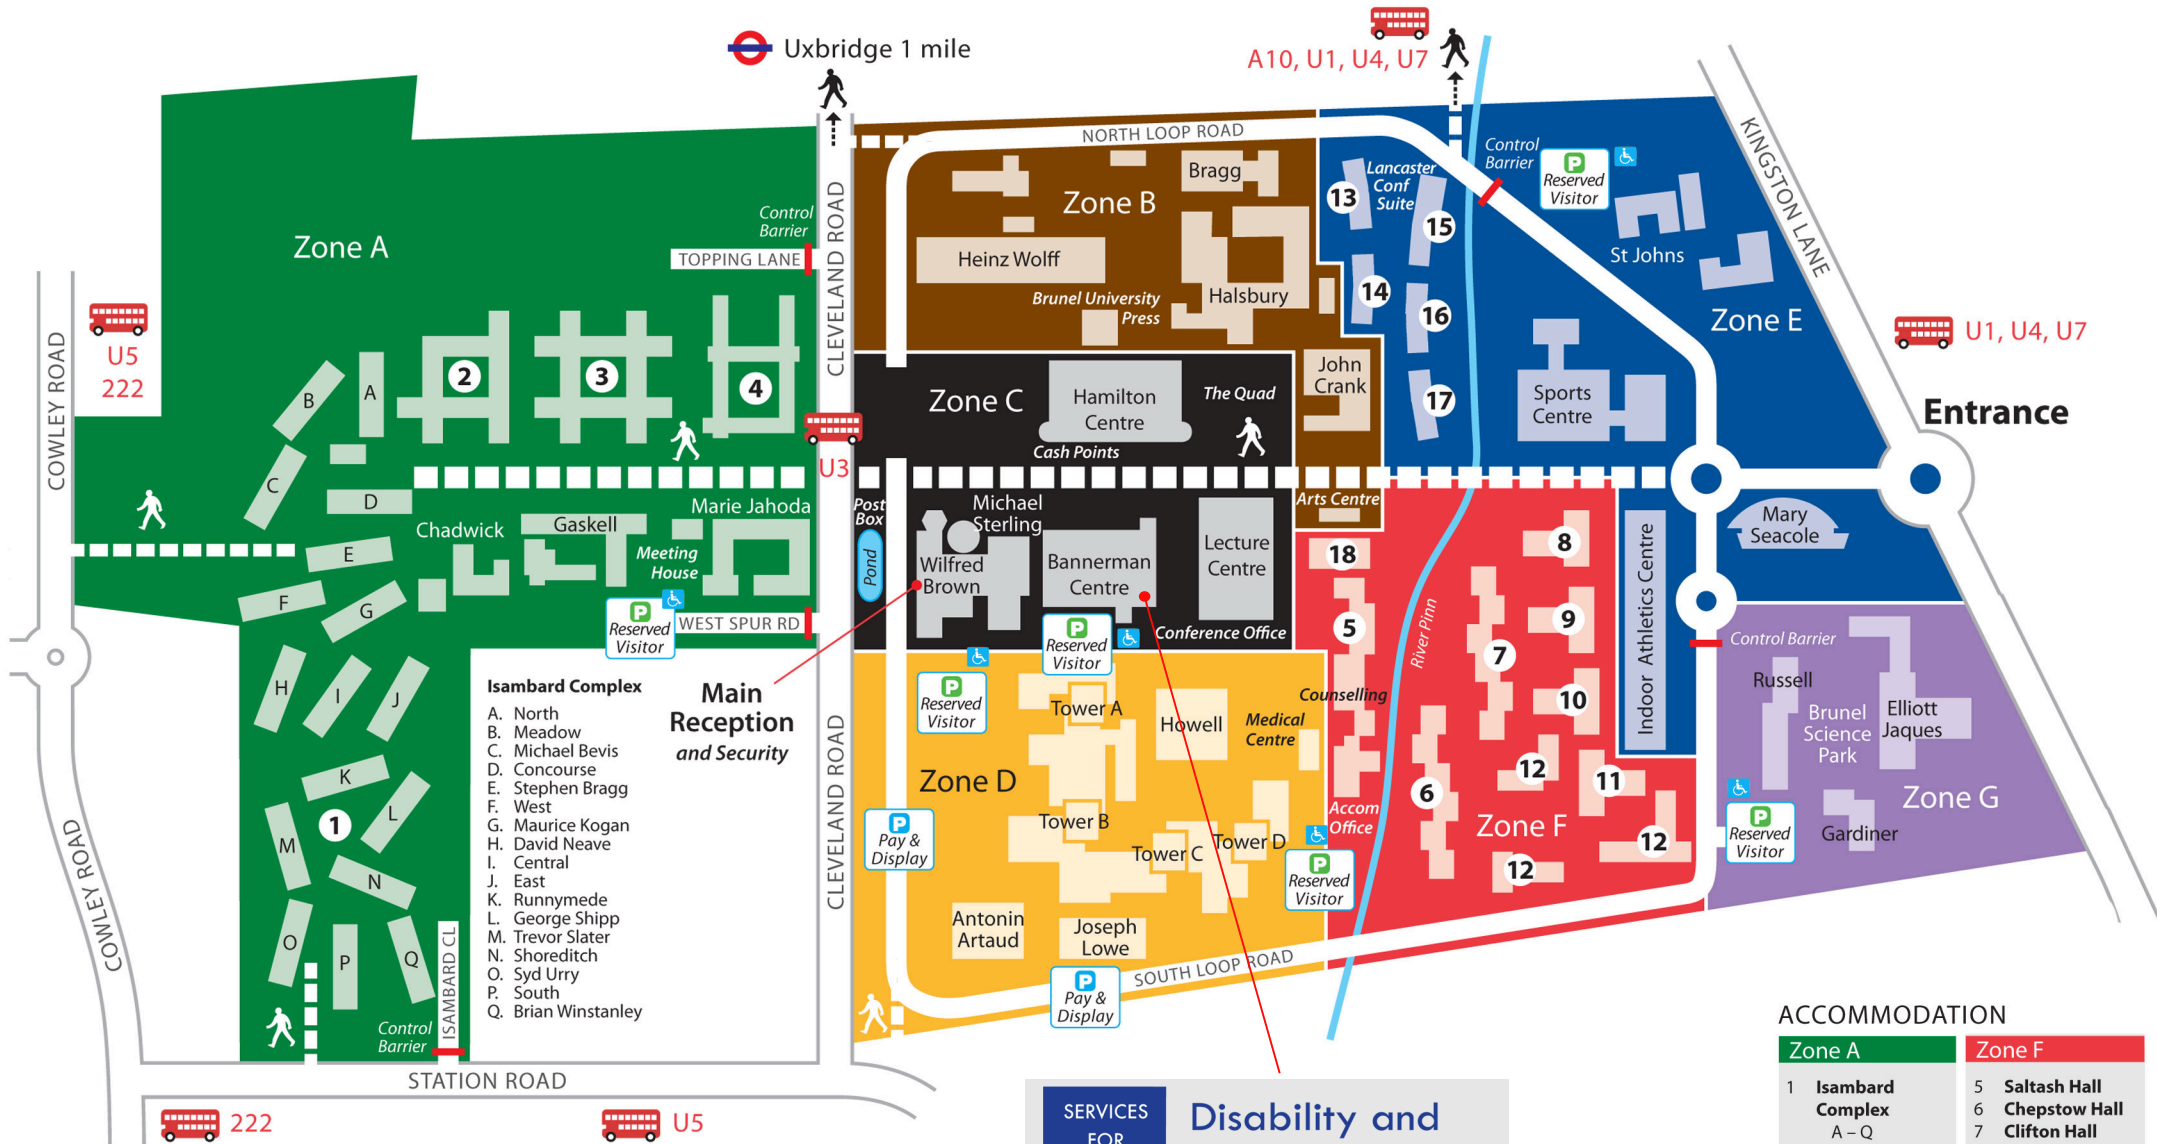 Uxbridge 1 mile
A10, U1, U4, U7
NORTH LOOP ROAD
KINGSTON LANE
Control
Barrier
P
Reserved
Visitor
Bragg
Lancaster
Conf
Suite
13
15
Zone B
CLEVELAND ROAD
Control
Barrier
Zone A
TOPPING LANE
Heinz Wolff
St Johns
Brunel University
Press
Halsbury
14
16
Zone E
U1, U4, U7
COWLEY ROAD
U5
222
B
A
2
3
4
Zone C
Hamilton
Centre
The Quad
John
Crank
17
Sports
Centre
Entrance
Cash Points
U3
C
D
Marie Jahoda
Post
Box
Michael
Sterling
Arts Centre
Mary
Seacole
Chadwick
Gaskell
Meeting
House
Pond
Wilfred
Brown
Bannerman
Centre
Lecture
Centre
18
8
Indoor Athletics Centre
E
F
G
P
Reserved
Visitor
WEST SPUR RD
P
Reserved
Visitor
Conference Office
5
River Pinn
7
9
Control Barrier
H
I
J
Isambard Complex
A. North
B. Meadow
C. Michael Bevis
D. Concourse
E. Stephen Bragg
F. West
G. Maurice Kogan
H. David Neave
I. Central
J. East
K. Runnymede
L. George Shipp
M. Trevor Slater
N. Shoreditch
O. Syd Urry
P. South
Q. Brian Winstanley
Main
Reception
and Security
CLEVELAND ROAD
P
Reserved
Visitor
Tower A
Howell
Counselling
Medical
Centre
10
Russell
Brunel
Science
Park
Elliott
Jaques
Zone D
12
11
6
Zone G
K
L
1
M
N
P
Pay &
Display
Tower B
Tower C
Tower D
Accom
Office
Zone F
12
P
Reserved
Visitor
Gardiner
P
Reserved
Visitor
12
COWLEY ROAD
O
P
Q
ISAMBARD CL
Antonin
Artaud
Joseph
Lowe
SOUTH LOOP ROAD
P
Pay &
Display
Control
Barrier
STATION ROAD
222
U5
SERVICES
FOR
Disability and
ACCOMMODATION
Zone A
1 Isambard
Complex
A – Q
Zone F
5 Saltash Hall
6 Chepstow Hall
7 Clifton Hall